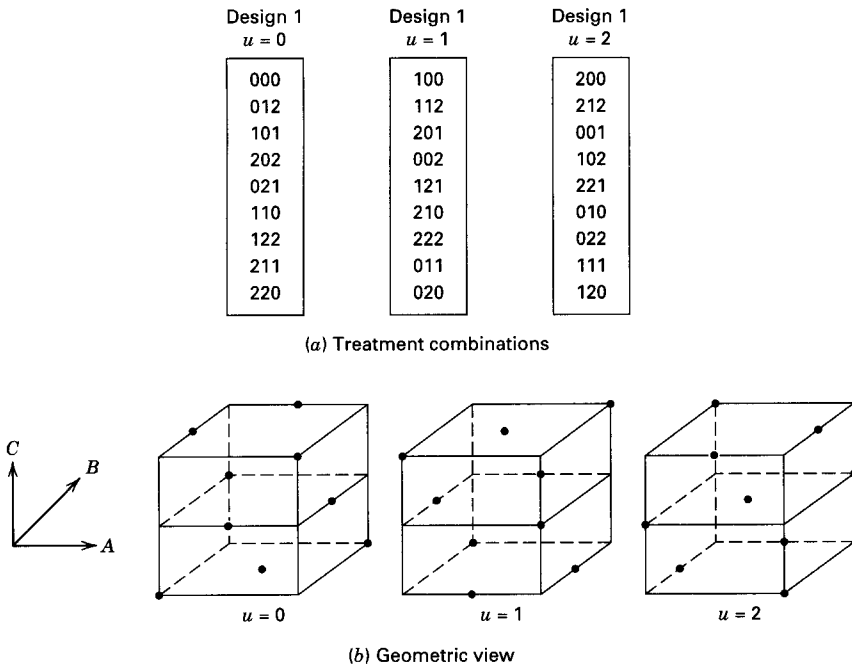 Design 1 Design 1 Design 1
u = 0 u = 1 u = 2
000 100 200
012 112 212
101 201 001
202 002 102
021 121 221
110 210 010
122 222 022
211 011 111
220 020 120
(a) Treatment combinations
C
B
A
u = 0 u = 1 u = 2
(b) Geometric view